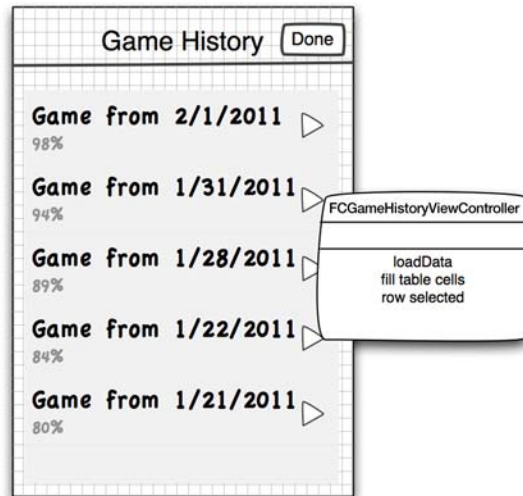 Game History
Done
Game from 2/1/2011
98%
Game from 1/31/2011
94%
Game from 1/28/2011
89%
Game from 1/22/2011
84%
Game from 1/21/2011
80%
FCGameHistoryViewController
loadData
fill table cells
row selected